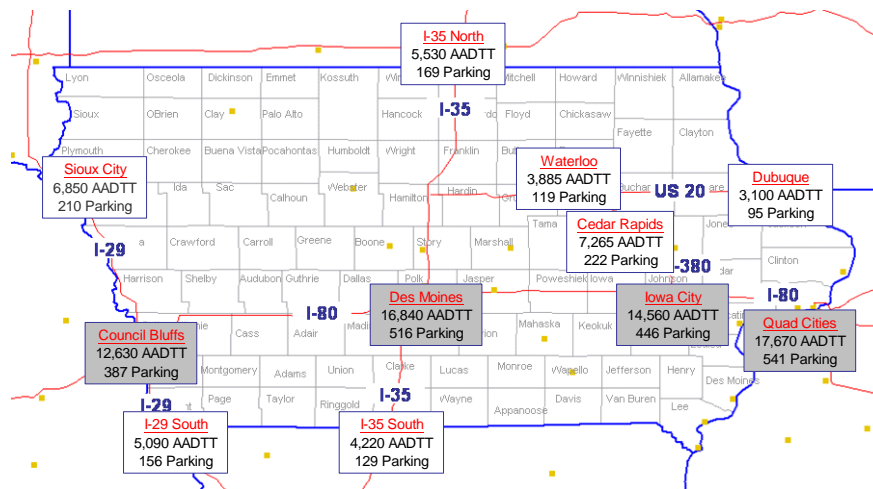 I-35 North
5,530 AADTT
169 Parking
Lyon Osceola Dickinson Emmet Kossuth Mitchell Howard Winnishiek Allamakee
I-35
Sioux OBrien Clay Palo Alto Hancock Floyd Chickasaw
Fayette Clayton
Plymouth Cherokee Buena Vista Pocahontas Humboldt Wright Franklin
Sioux City
6,850 AADTT
210 Parking
Waterloo
3,885 AADTT
119 Parking
US 20
Dubuque
3,100 AADTT
95 Parking
Ida Sac Calhoun Webster Hamilton Hardin
Cedar Rapids
7,265 AADTT
222 Parking
Tama
I-29
Crawford Carroll Greene Boone Story Marshall
-380
Clinton
Harrison Shelby Audubon Guthrie Dallas Polk Jasper Poweshiek Iowa Johnson
I-80
I-80
Des Moines
16,840 AADTT
516 Parking
Iowa City
14,560 AADTT
446 Parking
Quad Cities
17,670 AADTT
541 Parking
Council Bluffs
12,630 AADTT
387 Parking
Cass Adair Mahaska Keokuk
Montgomery Adams Union Clarke Lucas Monroe Wapello Jefferson Henry
Des Moines
I-29
I-35
Page Taylor Ringgold Wayne Appanoose Davis Van Buren Lee
I-29 South
5,090 AADTT
156 Parking
I-35 South
4,220 AADTT
129 Parking